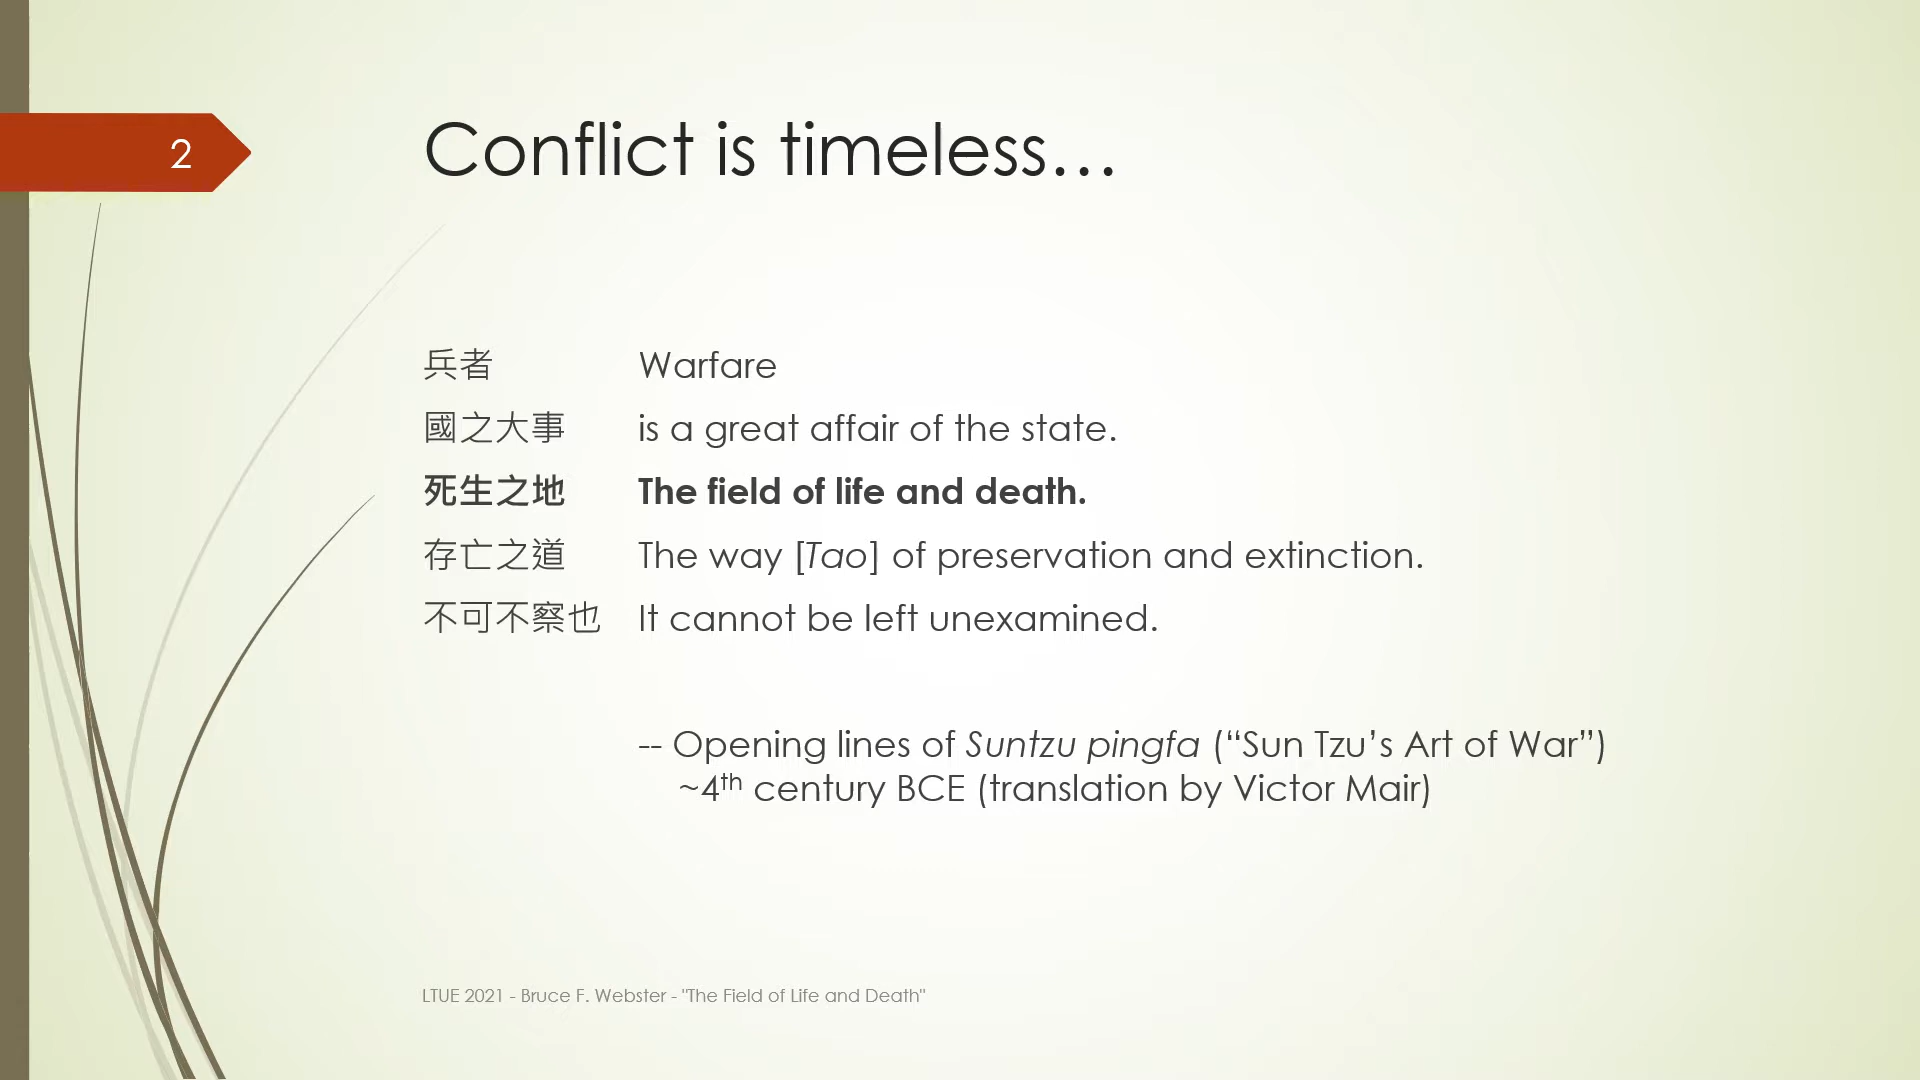 2
Conflict is timeless…
兵者 Warfare
國之大事 is a great affair of the state.
死生之地 The field of life and death.
存亡之道 The way [Tao] of preservation and extinction.
不可不察也 It cannot be left unexamined.
-- Opening lines of Suntzu pingfa (“Sun Tzu’s Art of War”)
~4th century BCE (translation by Victor Mair)
LTUE 2021 - Bruce F. Webster - "The Field of Life and Death"